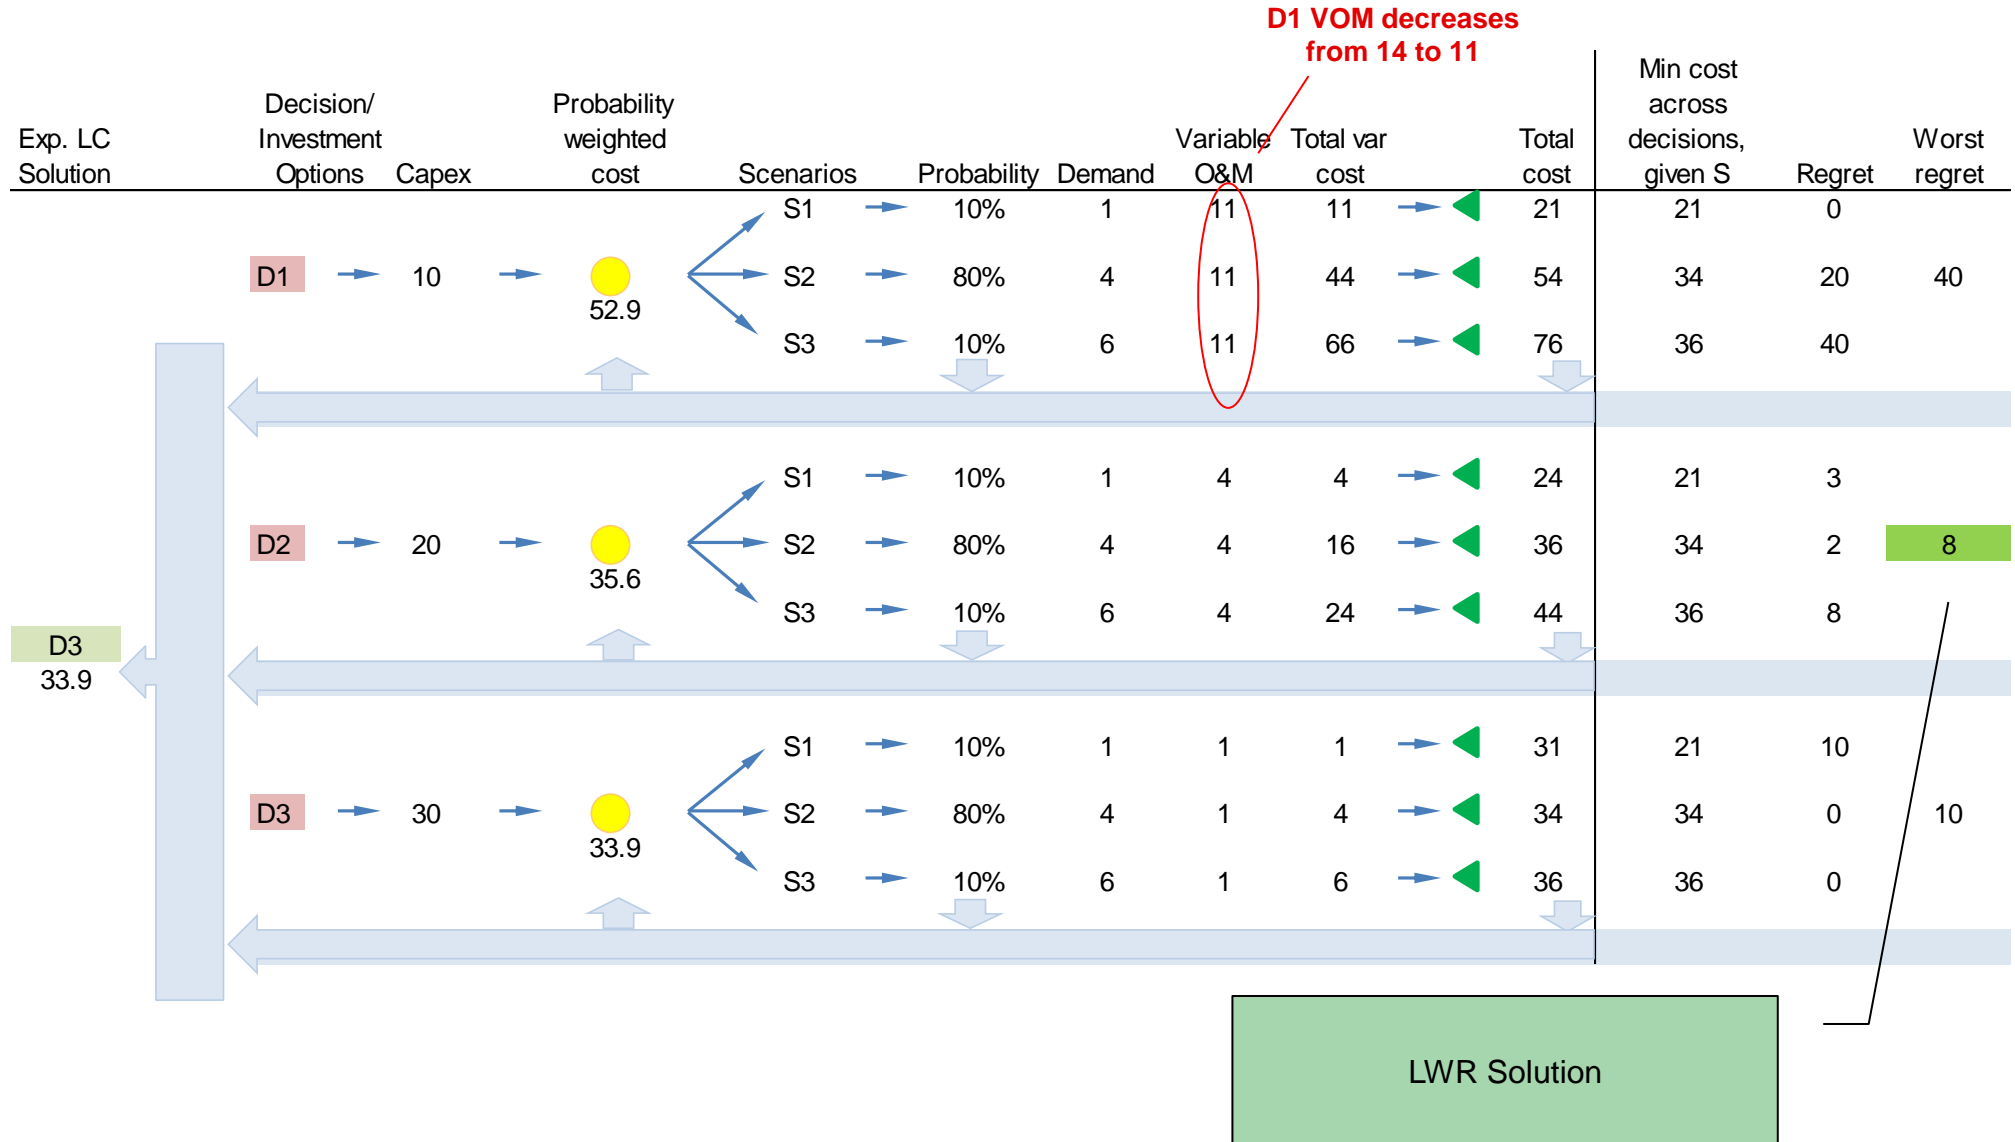 D1 VOM decreases
from 14 to 11
Exp. LC
Solution
Decision/
Investment
Options
Capex
Probability
weighted
cost
Scenarios
Probability
Demand
Variable
O&M
Total var
cost
Total
cost
Min cost
across
decisions,
given S
Regret
Worst
regret
S1 10% 1 11 11 21 21 0
D1 10 S2 80% 4 11 44 54 34 20 40
52.9
S3 10% 6 11 66 76 36 40
S1 10% 1 4 4 24 21 3
D2 20 S2 80% 4 4 16 36 34 2 8
35.6
S3 10% 6 4 24 44 36 8
D3
33.9
S1 10% 1 1 1 31 21 10
D3 30 S2 80% 4 1 4 34 34 0 10
33.9
S3 10% 6 1 6 36 36 0
LWR Solution